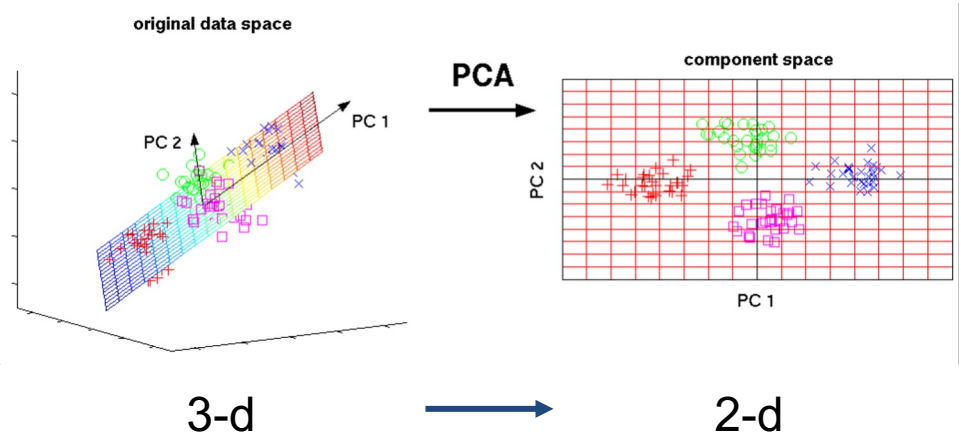 original data space
PC 1
PC 2
PCA
component space
PC 2
PC 1
3-d
2-d